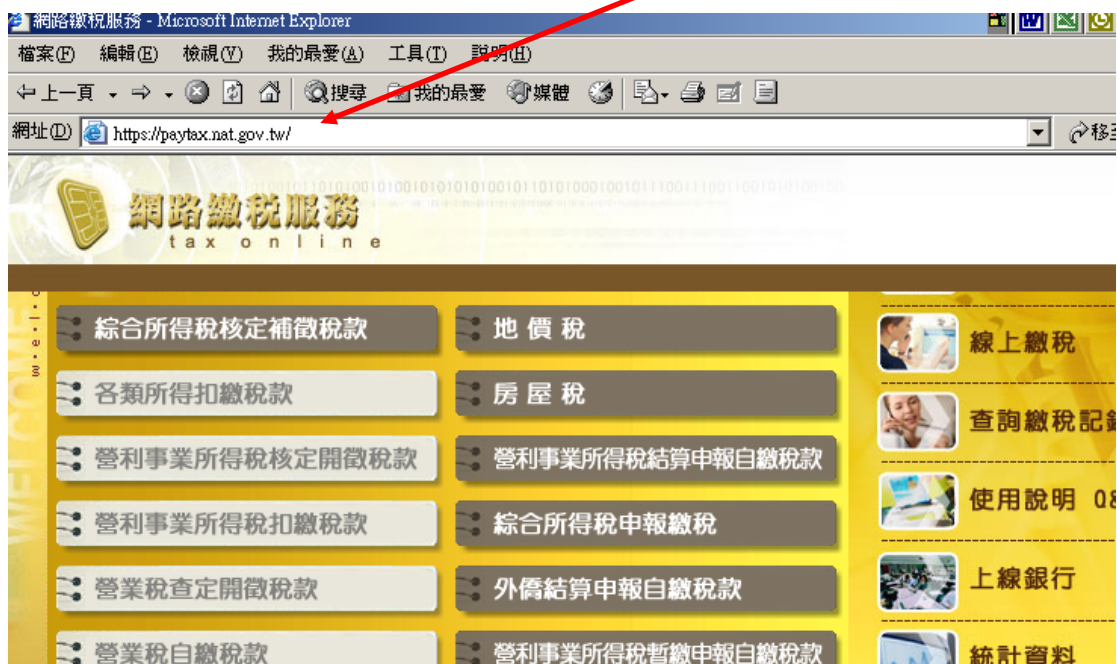 網路繳稅服務 - Microsoft Internet Explorer
檔案(F) 編輯(E) 檢視(V) 我的最愛(A) 工具(T) 說明(H)
上一頁 搜尋 我的最愛 媒體
網址(D) https://paytax.nat.gov.tw/ 移至
網路繳稅服務
tax online
綜合所得稅核定補徵稅款
各類所得扣繳稅款
營利事業所得稅核定開徵稅款
營利事業所得稅扣繳稅款
營業稅查定開徵稅款
營業稅自繳稅款
地價稅
房屋稅
營利事業所得稅結算申報自繳稅款
綜合所得稅申報繳稅
外僑結算申報自繳稅款
營利事業所得稅暫繳申報自繳稅款
線上繳稅
查詢繳稅記錄
使用說明 Q&
上線銀行
統計資料